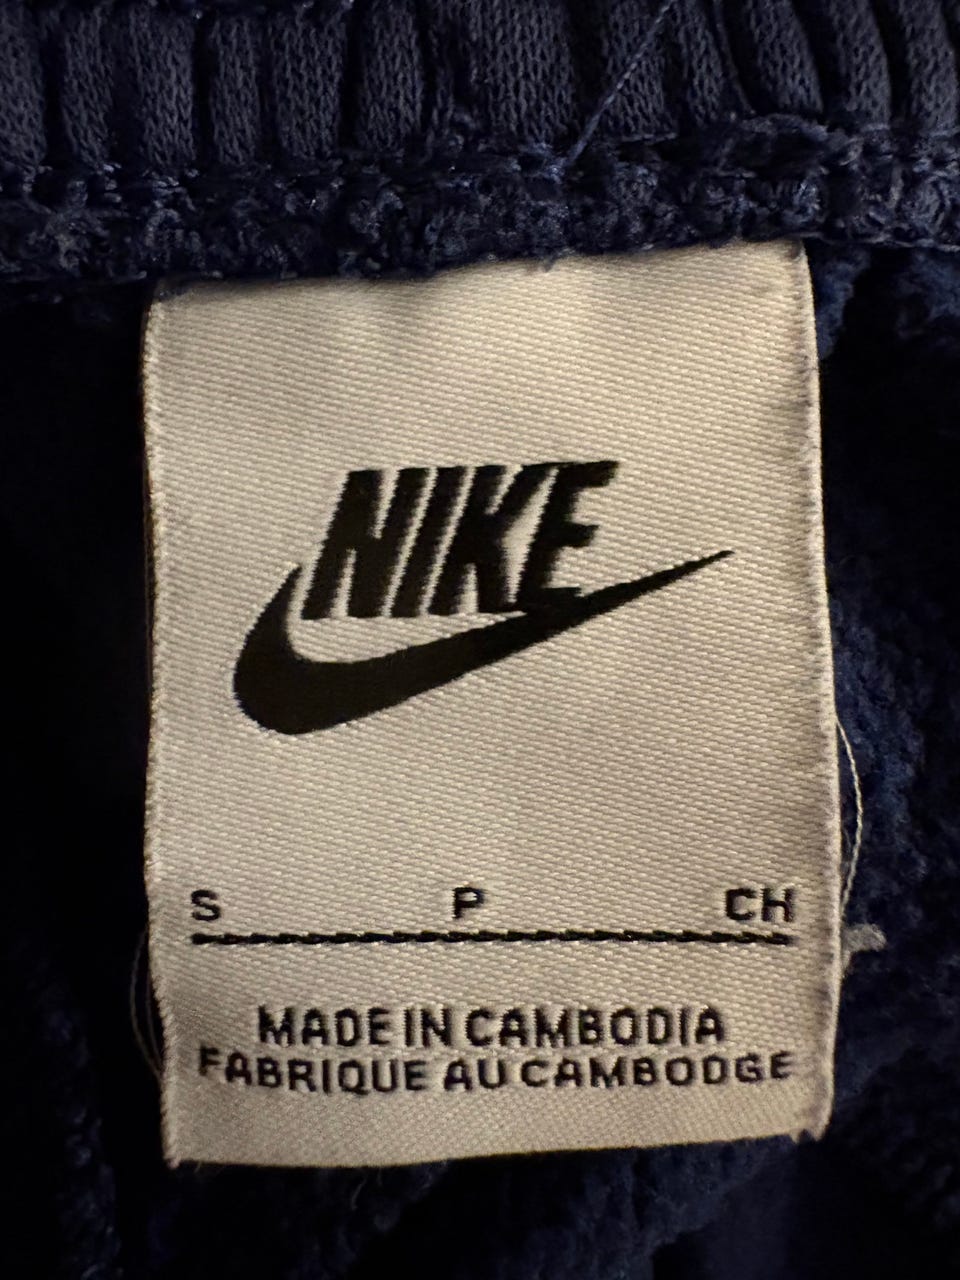 NIKE
S P CH
MADE IN CAMBODIA
FABRIQUE AU CAMBODGE